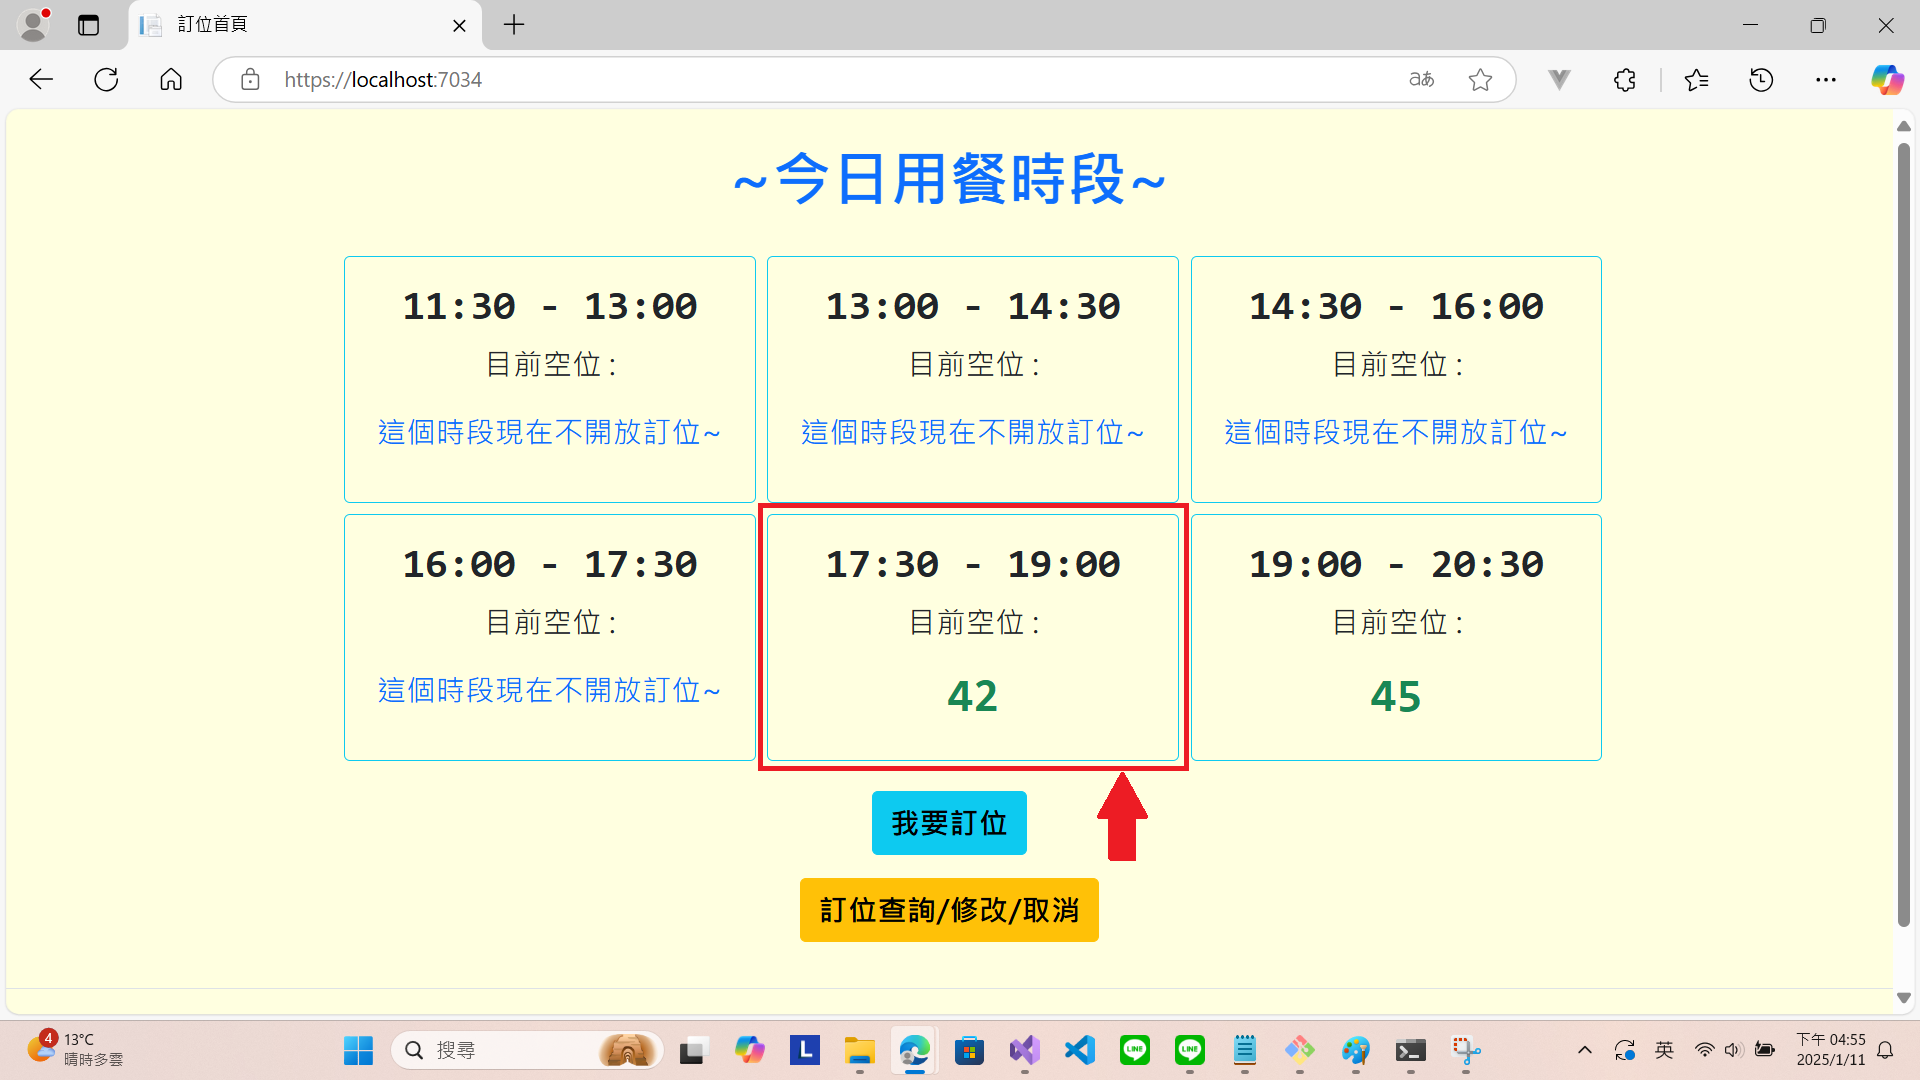 訂位首頁
https://localhost:7034
aあ
~今日用餐時段~
11:30 - 13:00
目前空位 :
這個時段現在不開放訂位~
13:00 - 14:30
目前空位 :
這個時段現在不開放訂位~
14:30 - 16:00
目前空位 :
這個時段現在不開放訂位~
16:00 - 17:30
目前空位 :
這個時段現在不開放訂位~
17:30 - 19:00
目前空位 :
42
19:00 - 20:30
目前空位 :
45
我要訂位
訂位查詢/修改/取消
4
13°C
晴時多雲
搜尋
L
LINE
LINE
英
下午 04:55
2025/1/11